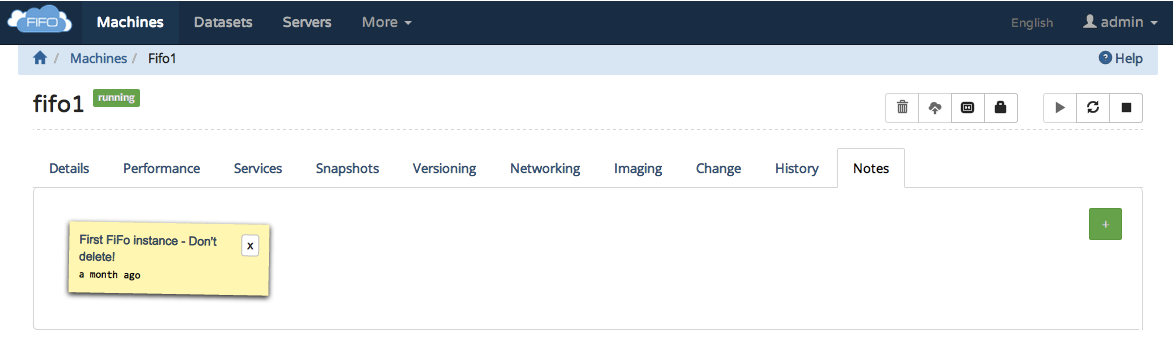 FIFO Machines Datasets Servers More English admin
/ Machines / Fifo1 Help
fifo1 running
Details Performance Services Snapshots Versioning Networking Imaging Change History Notes
+
First FiFo instance - Don't x
delete!
a month ago